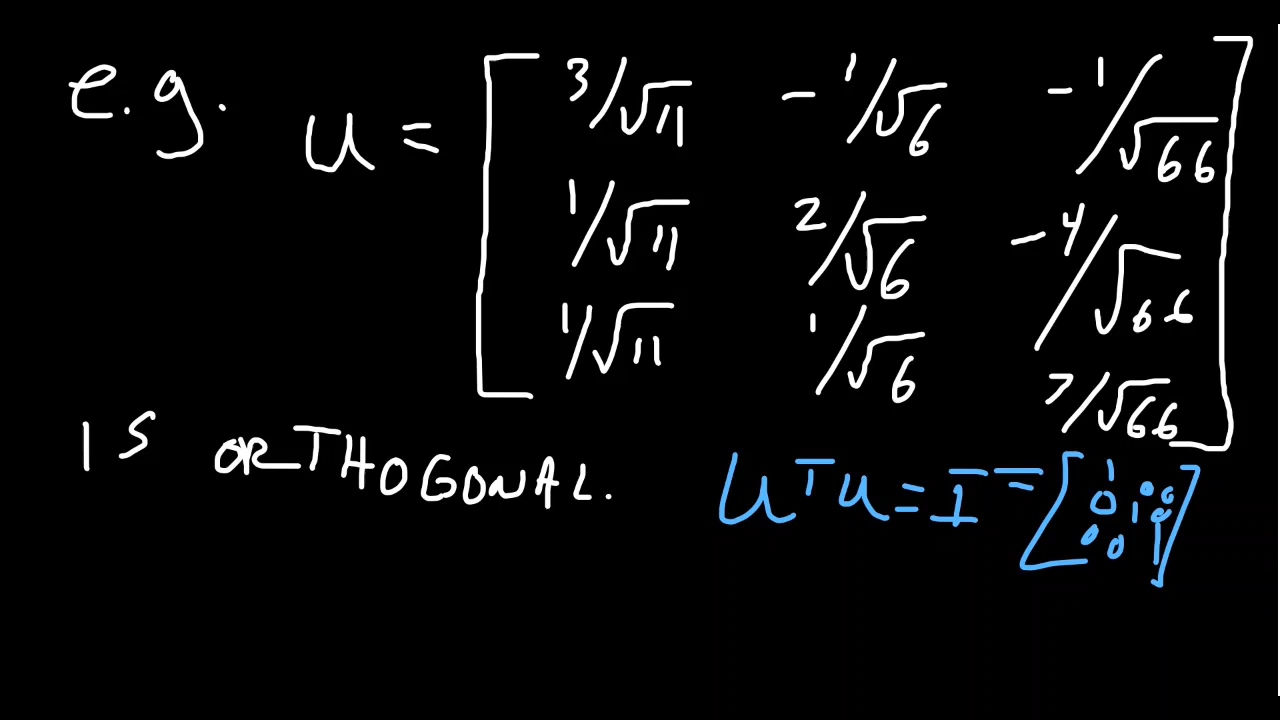 e.g. U = [ 3/√11 -1/√6 -1/√66
1/√11 2/√6 -4/√66
1/√11 1/√6 7/√66 ]
IS ORTHOGONAL.
UᵀU = I = [ 1 0 0
0 1 0
0 0 1 ]